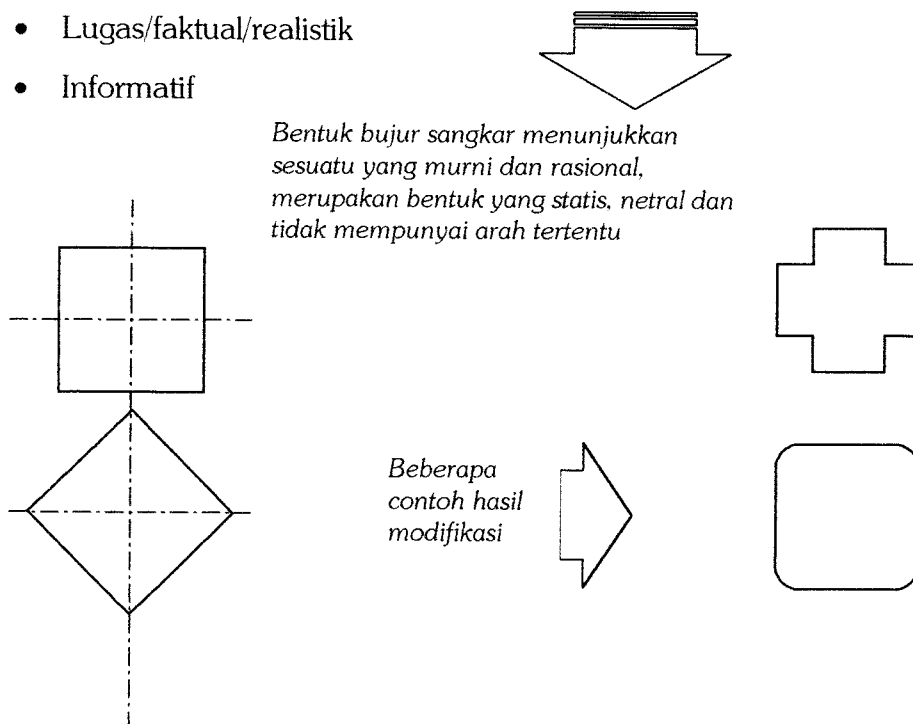 • Lugas/faktual/realistik
• Informatif
Bentuk bujur sangkar menunjukkan
sesuatu yang murni dan rasional,
merupakan bentuk yang statis, netral dan
tidak mempunyai arah tertentu
Beberapa
contoh hasil
modifikasi